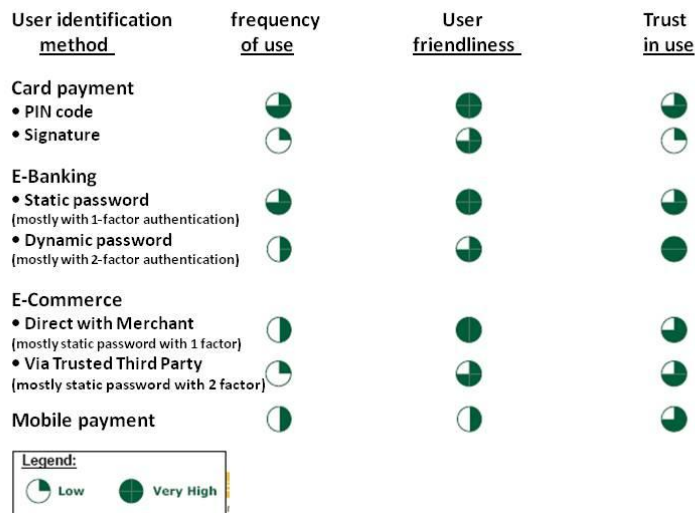 User identification frequency User Trust
method of use friendliness in use
Card payment
• PIN code
• Signature
E-Banking
• Static password
(mostly with 1-factor authentication)
• Dynamic password
(mostly with 2-factor authentication)
E-Commerce
• Direct with Merchant
(mostly static password with 1 factor)
• Via Trusted Third Party
(mostly static password with 2 factor)
Mobile payment
Legend:
Low Very High